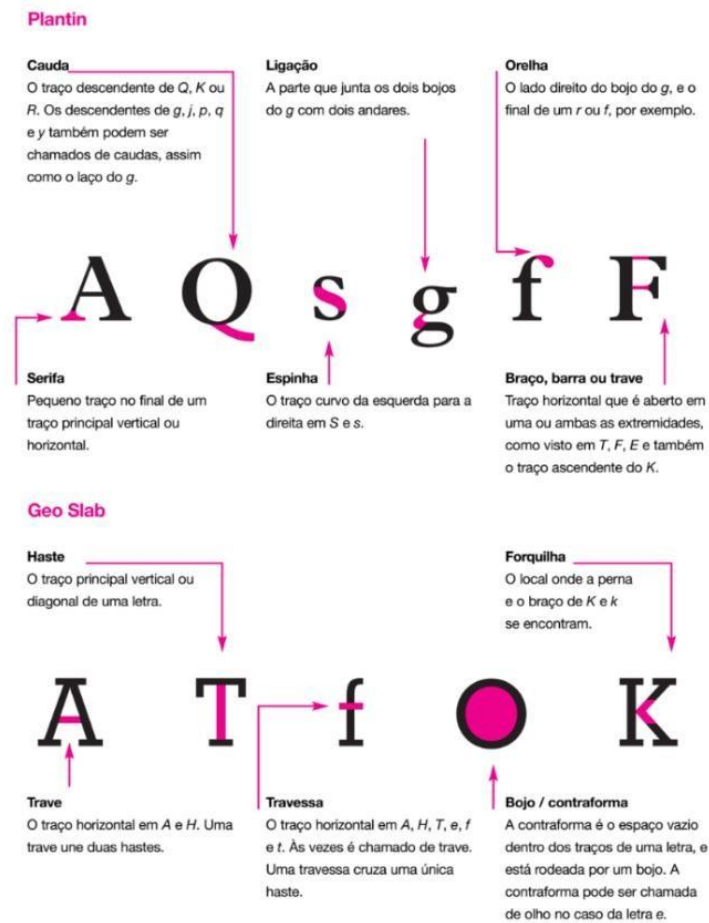 Plantin
Cauda
O traço descendente de Q, K ou
R. Os descendentes de g, j, p, q
e y também podem ser
chamados de caudas, assim
como o laço do g.
Ligação
A parte que junta os dois bojos
do g com dois andares.
Orelha
O lado direito do bojo do g, e o
final de um r ou f, por exemplo.
A Q s g f F
Serifa
Pequeno traço no final de um
traço principal vertical ou
horizontal.
Espinha
O traço curvo da esquerda para a
direita em S e s.
Braço, barra ou trave
Traço horizontal que é aberto em
uma ou ambas as extremidades,
como visto em T, F, E e também
o traço ascendente do K.
Geo Slab
Haste
O traço principal vertical ou
diagonal de uma letra.
Forquilha
O local onde a perna
e o braço de K e k
se encontram.
A T f O K
Trave
O traço horizontal em A e H. Uma
trave une duas hastes.
Travessa
O traço horizontal em A, H, T, e, f
e t. Às vezes é chamado de trave.
Uma travessa cruza uma única
haste.
Bojo / contraforma
A contraforma é o espaço vazio
dentro dos traços de uma letra, e
está rodeada por um bojo. A
contraforma pode ser chamada
de olho no caso da letra e.